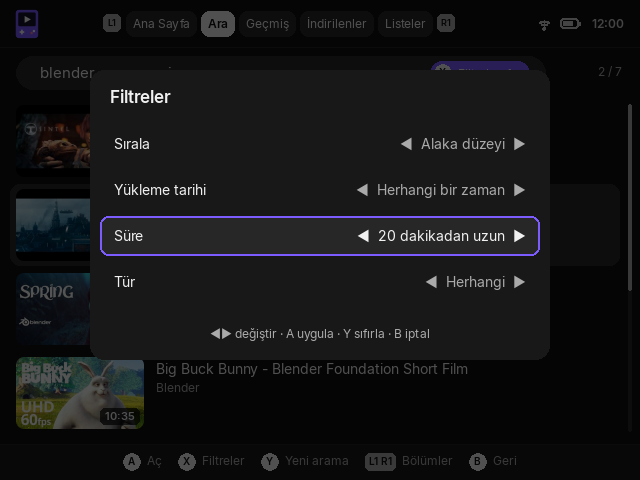 L1 Ana Sayfa Ara Geçmiş İndirilenler Listeler R1 12:00
blender
2 / 7
Filtreler
Sırala ◀ Alaka düzeyi ▶
Yükleme tarihi ◀ Herhangi bir zaman ▶
Süre ◀ 20 dakikadan uzun ▶
Tür ◀ Herhangi ▶
◀▶ değiştir · A uygula · Y sıfırla · B iptal
SPRING
blender
Big Buck BUNNY
UHD
60fps
10:35
Big Buck Bunny - Blender Foundation Short Film
Blender
A Aç X Filtreler Y Yeni arama L1 R1 Bölümler B Geri